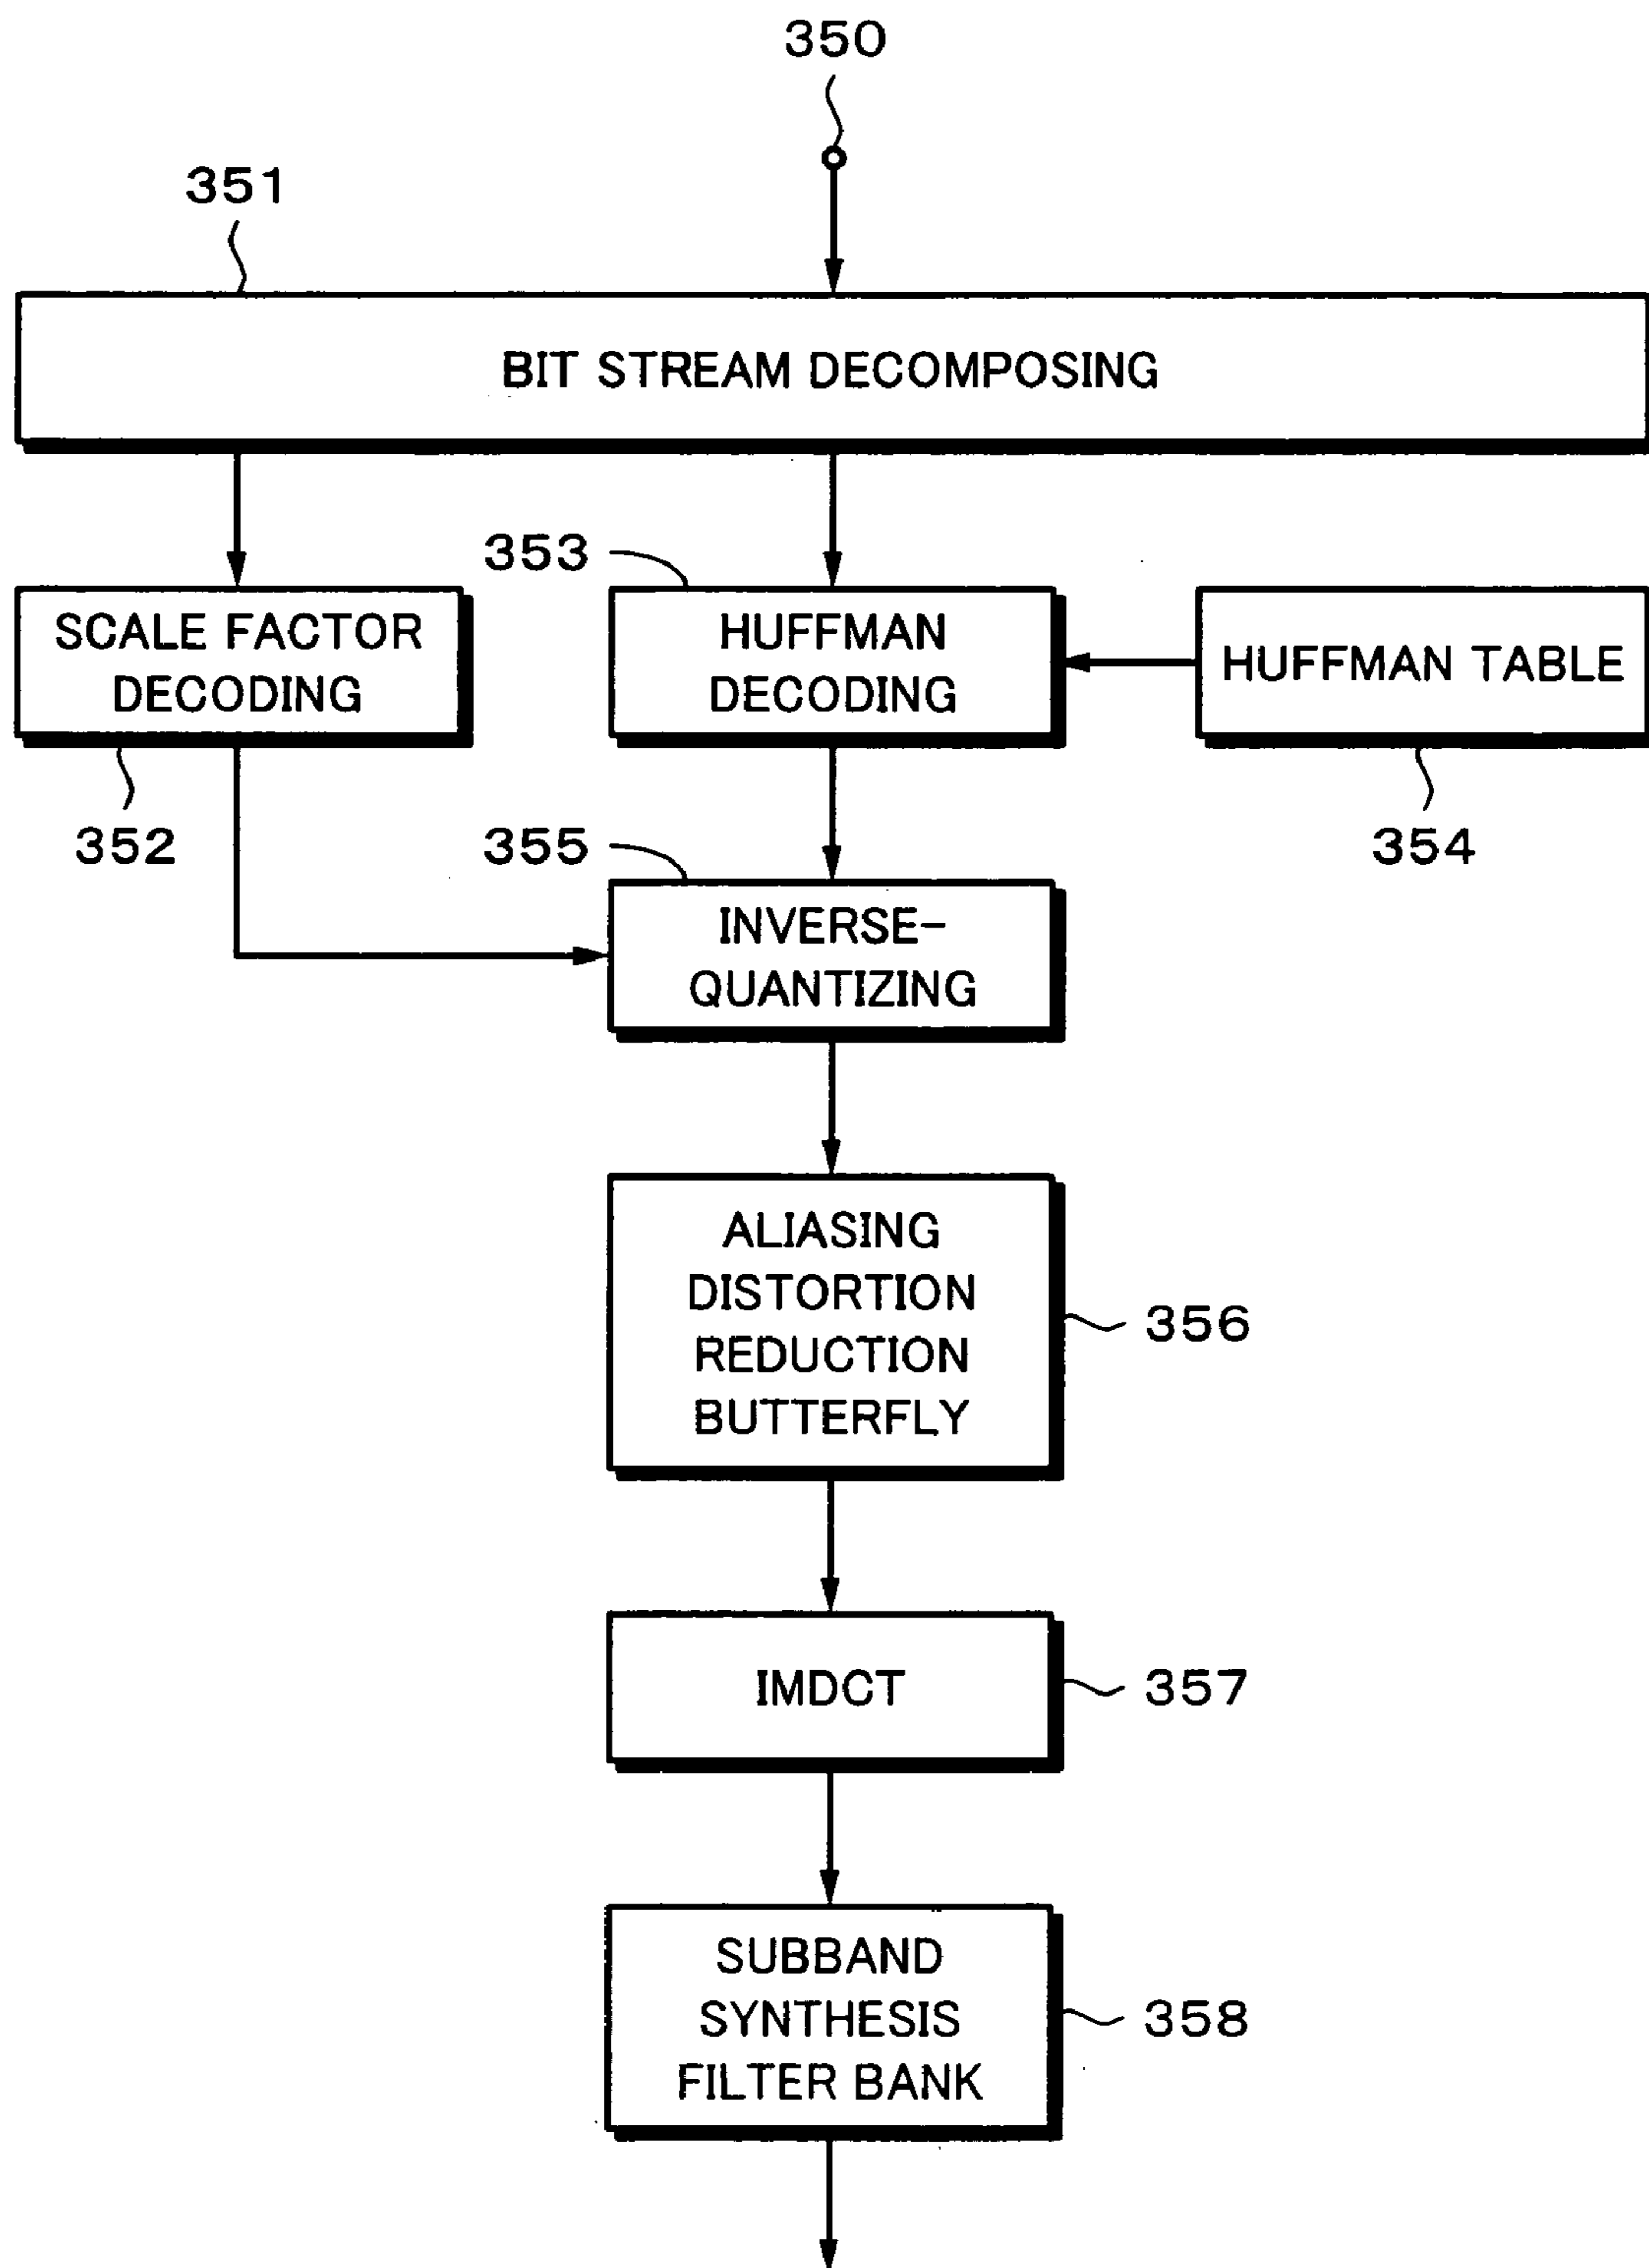 350
351
BIT STREAM DECOMPOSING
353
SCALE FACTOR
DECODING
HUFFMAN
DECODING
HUFFMAN TABLE
352
355
354
INVERSE-
QUANTIZING
ALIASING
DISTORTION
REDUCTION
BUTTERFLY
356
IMDCT
357
SUBBAND
SYNTHESIS
FILTER BANK
358